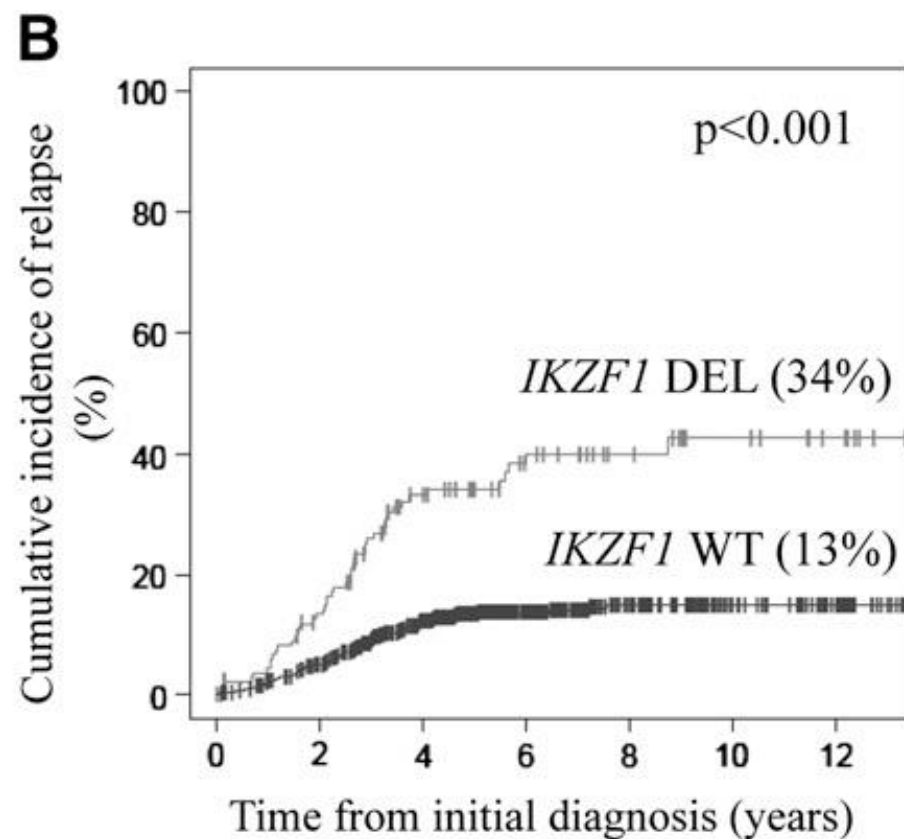 B
Cumulative incidence of relapse
(%)
100
80
60
40
20
0
p<0.001
IKZF1 DEL (34%)
IKZF1 WT (13%)
0 2 4 6 8 10 12
Time from initial diagnosis (years)